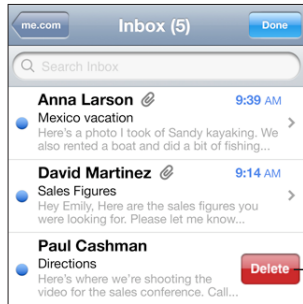 me.com Inbox (5) Done
Search Inbox
Anna Larson 9:39 AM
Mexico vacation
Here's a photo I took of Sandy kayaking. We
also rented a boat and did a bit of fishing...
David Martinez 9:14 AM
Sales Figures
Hey Emily, Here are the sales figures you
were looking for. Please let me know...
Paul Cashman
Directions
Delete
Here's where we're shooting the
video for the sales conference. Call...